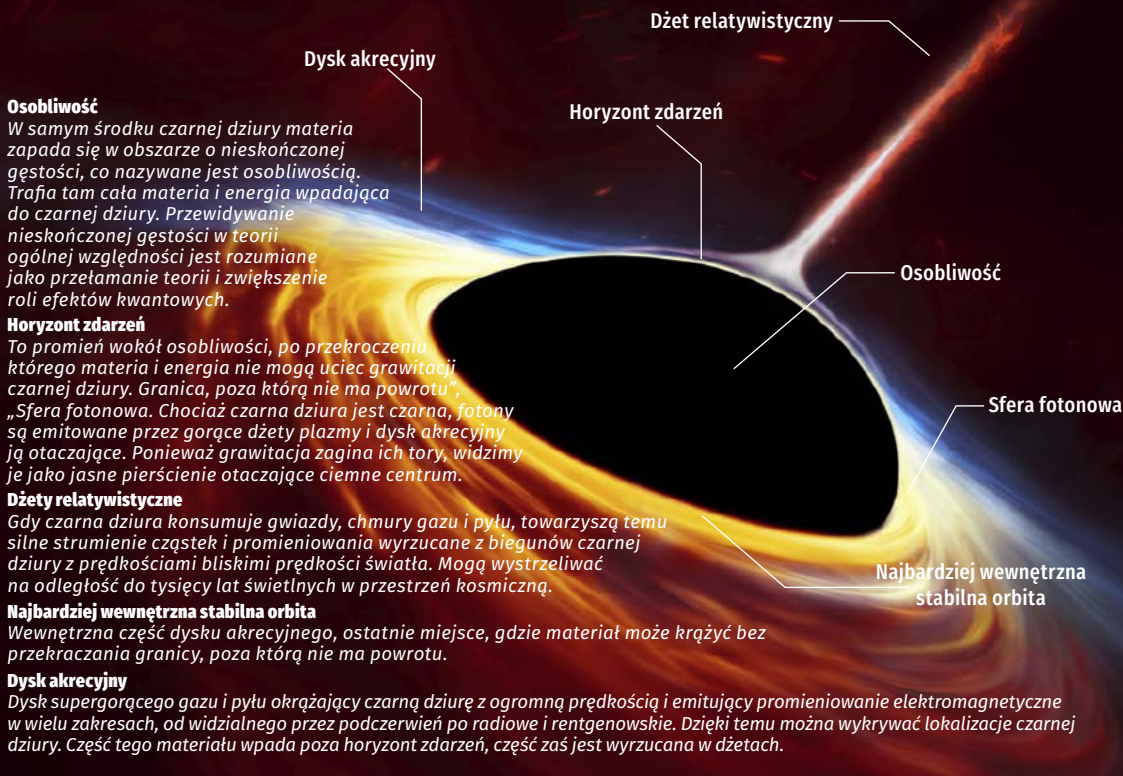 Dżet relatywistyczny
Dysk akrecyjny
Horyzont zdarzeń
Osobliwość
Sfera fotonowa
Najbardziej wewnętrzna
stabilna orbita
Osobliwość
W samym środku czarnej dziury materia
zapada się w obszarze o nieskończonej
gęstości, co nazywane jest osobliwością.
Trafia tam cała materia i energia wpadająca
do czarnej dziury. Przewidywanie
nieskończonej gęstości w teorii
ogólnej względności jest rozumiane
jako przełamanie teorii i zwiększenie
roli efektów kwantowych.
Horyzont zdarzeń
To promień wokół osobliwości, po przekroczeniu
którego materia i energia nie mogą uciec grawitacji
czarnej dziury. Granica, poza którą nie ma powrotu”,
„Sfera fotonowa. Chociaż czarna dziura jest czarna, fotony
są emitowane przez gorące dżety plazmy i dysk akrecyjny
ją otaczające. Ponieważ grawitacja zagina ich tory, widzimy
je jako jasne pierścienie otaczające ciemne centrum.
Dżety relatywistyczne
Gdy czarna dziura konsumuje gwiazdy, chmury gazu i pyłu, towarzyszą temu
silne strumienie cząstek i promieniowania wyrzucane z biegunów czarnej
dziury z prędkościami bliskimi prędkości światła. Mogą wystrzeliwać
na odległość do tysięcy lat świetlnych w przestrzeń kosmiczną.
Najbardziej wewnętrzna stabilna orbita
Wewnętrzna część dysku akrecyjnego, ostatnie miejsce, gdzie materiał może krążyć bez
przekraczania granicy, poza którą nie ma powrotu.
Dysk akrecyjny
Dysk supergorącego gazu i pyłu okrążający czarną dziurę z ogromną prędkością i emitujący promieniowanie elektromagnetyczne
w wielu zakresach, od widzialnego przez podczerwień po radiowe i rentgenowskie. Dzięki temu można wykrywać lokalizacje czarnej
dziury. Część tego materiału wpada poza horyzont zdarzeń, część zaś jest wyrzucana w dżetach.